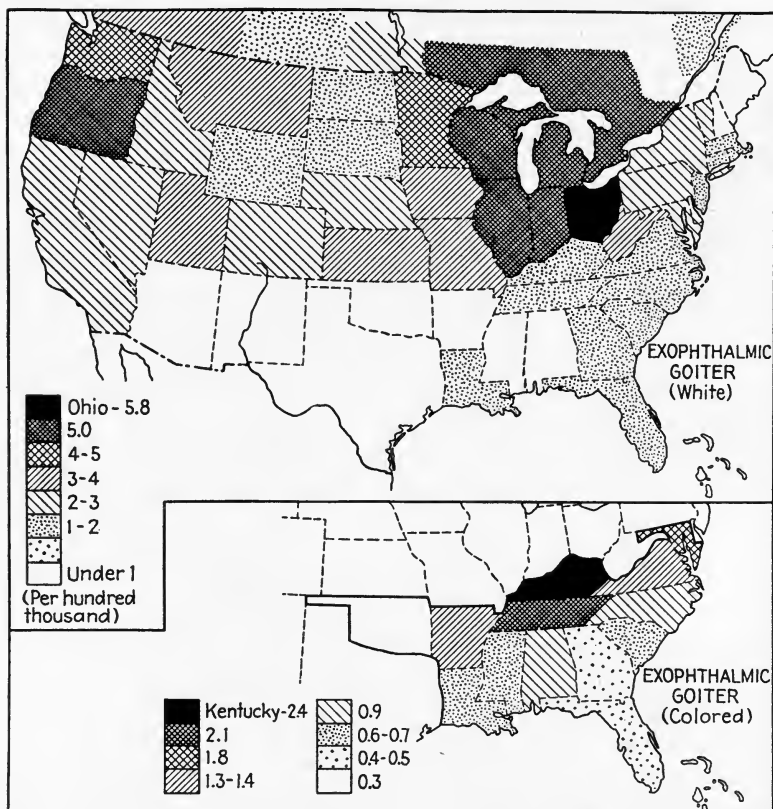 EXOPHTHALMIC
GOITER
(White)
Ohio - 5.8
5.0
4-5
3-4
2-3
1-2
Under 1
(Per hundred
thousand)
EXOPHTHALMIC
GOITER
(Colored)
Kentucky-2.4
2.1
1.8
1.3-1.4
0.9
0.6-0.7
0.4-0.5
0.3